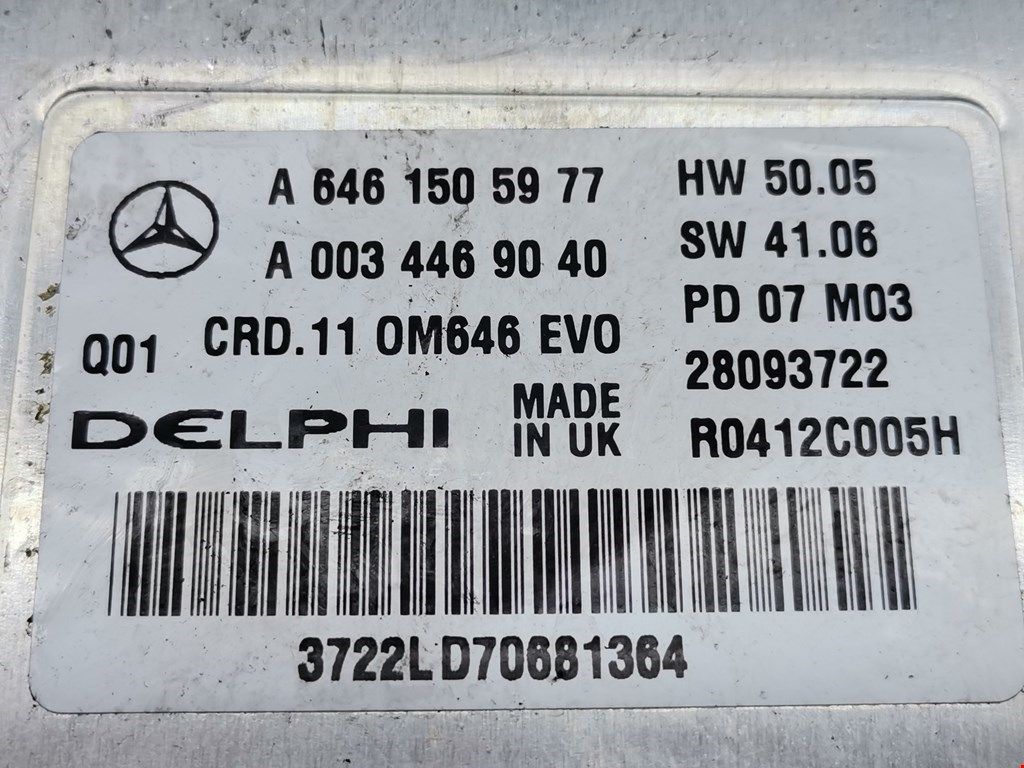 A 646 150 59 77
HW 50.05
A 003 446 90 40
SW 41.06
Q01
CRD.11 OM646 EVO
PD 07 M03
28093722
DELPHI
MADE
IN UK
R0412C005H
3722LD70681364